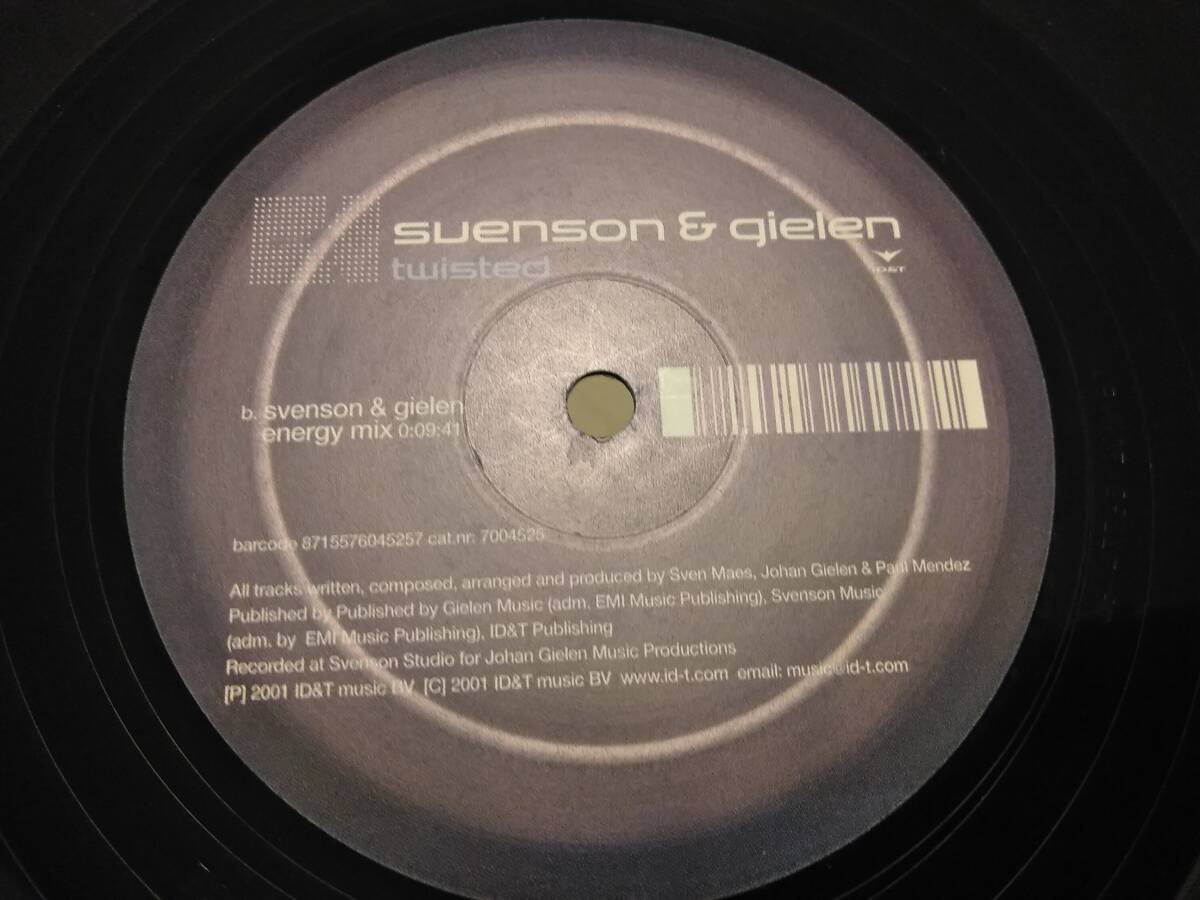 svenson & gielen
twisted
ID&T
b. svenson & gielen
energy mix 0:09:41
barcode 8715576045257 cat.nr: 7004525
All tracks written, composed, arranged and produced by Sven Maes, Johan Gielen & Paul Mendez
Published by Published by Gielen Music (adm. EMI Music Publishing), Svenson Music
(adm. by EMI Music Publishing), ID&T Publishing
Recorded at Svenson Studio for Johan Gielen Music Productions
[P] 2001 ID&T music BV [C] 2001 ID&T music BV www.id-t.com email: music@id-t.com